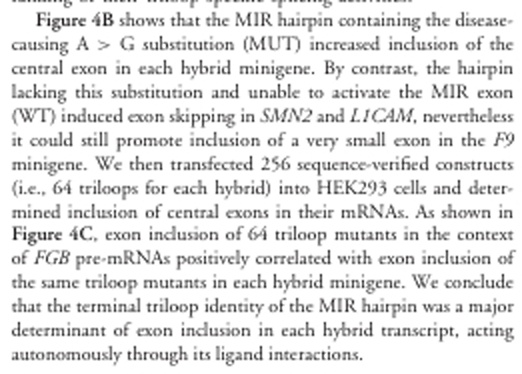 Figure 4B shows that the MIR hairpin containing the disease-
causing A > G substitution (MUT) increased inclusion of the
central exon in each hybrid minigene. By contrast, the hairpin
lacking this substitution and unable to activate the MIR exon
(WT) induced exon skipping in SMN2 and L1CAM, nevertheless
it could still promote inclusion of a very small exon in the F9
minigene. We then transfected 256 sequence-verified constructs
(i.e., 64 triloops for each hybrid) into HEK293 cells and deter-
mined inclusion of central exons in their mRNAs. As shown in
Figure 4C, exon inclusion of 64 triloop mutants in the context
of FGB pre-mRNAs positively correlated with exon inclusion of
the same triloop mutants in each hybrid minigene. We conclude
that the terminal triloop identity of the MIR hairpin was a major
determinant of exon inclusion in each hybrid transcript, acting
autonomously through its ligand interactions.